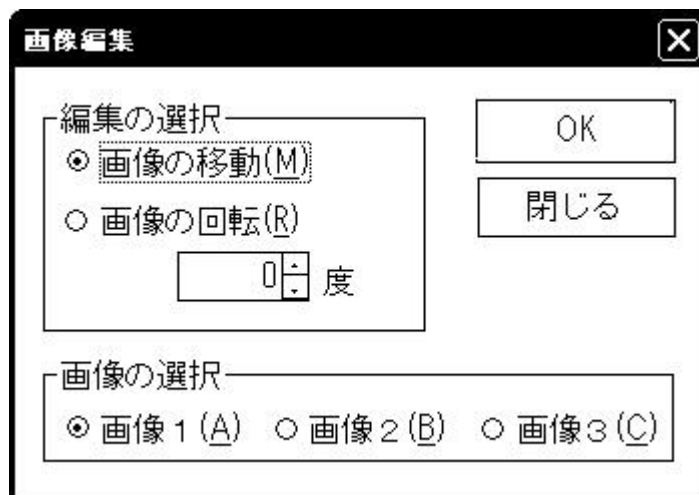 画像編集
編集の選択
画像の移動(M)
画像の回転(R)
0 度
OK
閉じる
画像の選択
画像1(A) 画像2(B) 画像3(C)